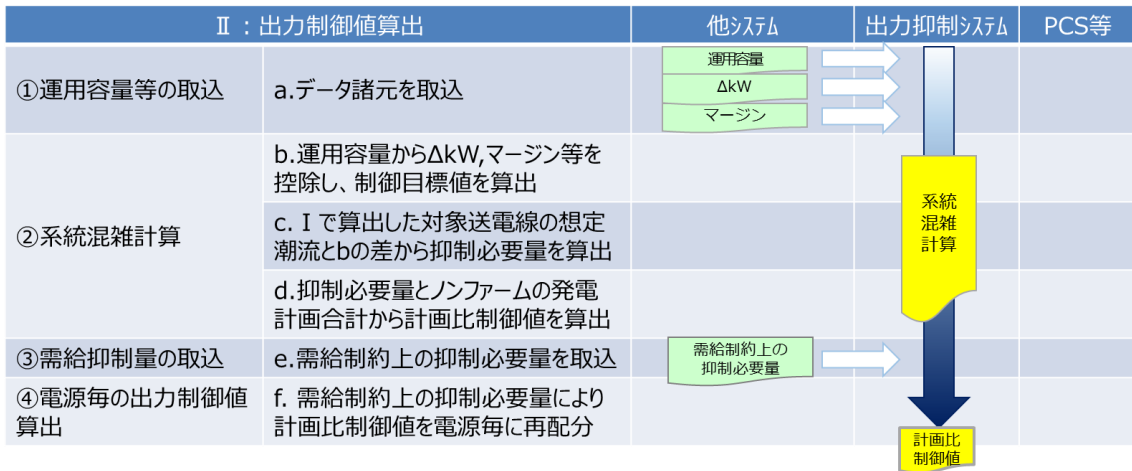 Ⅱ：出力制御値算出
他ｼｽﾃﾑ
出力抑制ｼｽﾃﾑ
PCS等
①運用容量等の取込
a.データ諸元を取込
運用容量
ΔkW
マージン
②系統混雑計算
b.運用容量からΔkW,マージン等を
控除し、制御目標値を算出
c.Ⅰで算出した対象送電線の想定
潮流とbの差から抑制必要量を算出
d.抑制必要量とノンファームの発電
計画合計から計画比制御値を算出
系統
混雑
計算
③需給抑制量の取込
e.需給制約上の抑制必要量を取込
需給制約上の
抑制必要量
④電源毎の出力制御値
算出
f. 需給制約上の抑制必要量により
計画比制御値を電源毎に再配分
計画比
制御値